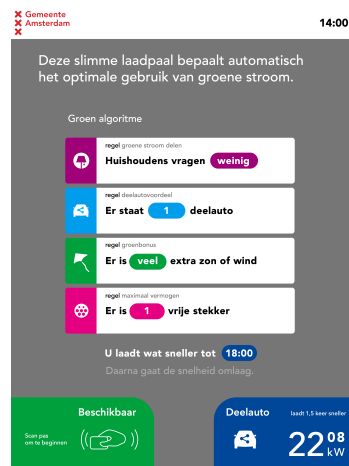 Gemeente
Amsterdam
14:00
Deze slimme laadpaal bepaalt automatisch
het optimale gebruik van groene stroom.
Groen algoritme
regel groene stroom delen
Huishoudens vragen weinig
regel deelautovoordeel
Er staat 1 deelauto
regel groenbonus
Er is veel extra zon of wind
regel maximaal vermogen
Er is 1 vrije stekker
U laadt wat sneller tot 18:00
Daarna gaat de snelheid omlaag.
Beschikbaar
Scan pas
om te beginnen
Deelauto laadt 1,5 keer sneller
22 08 kW